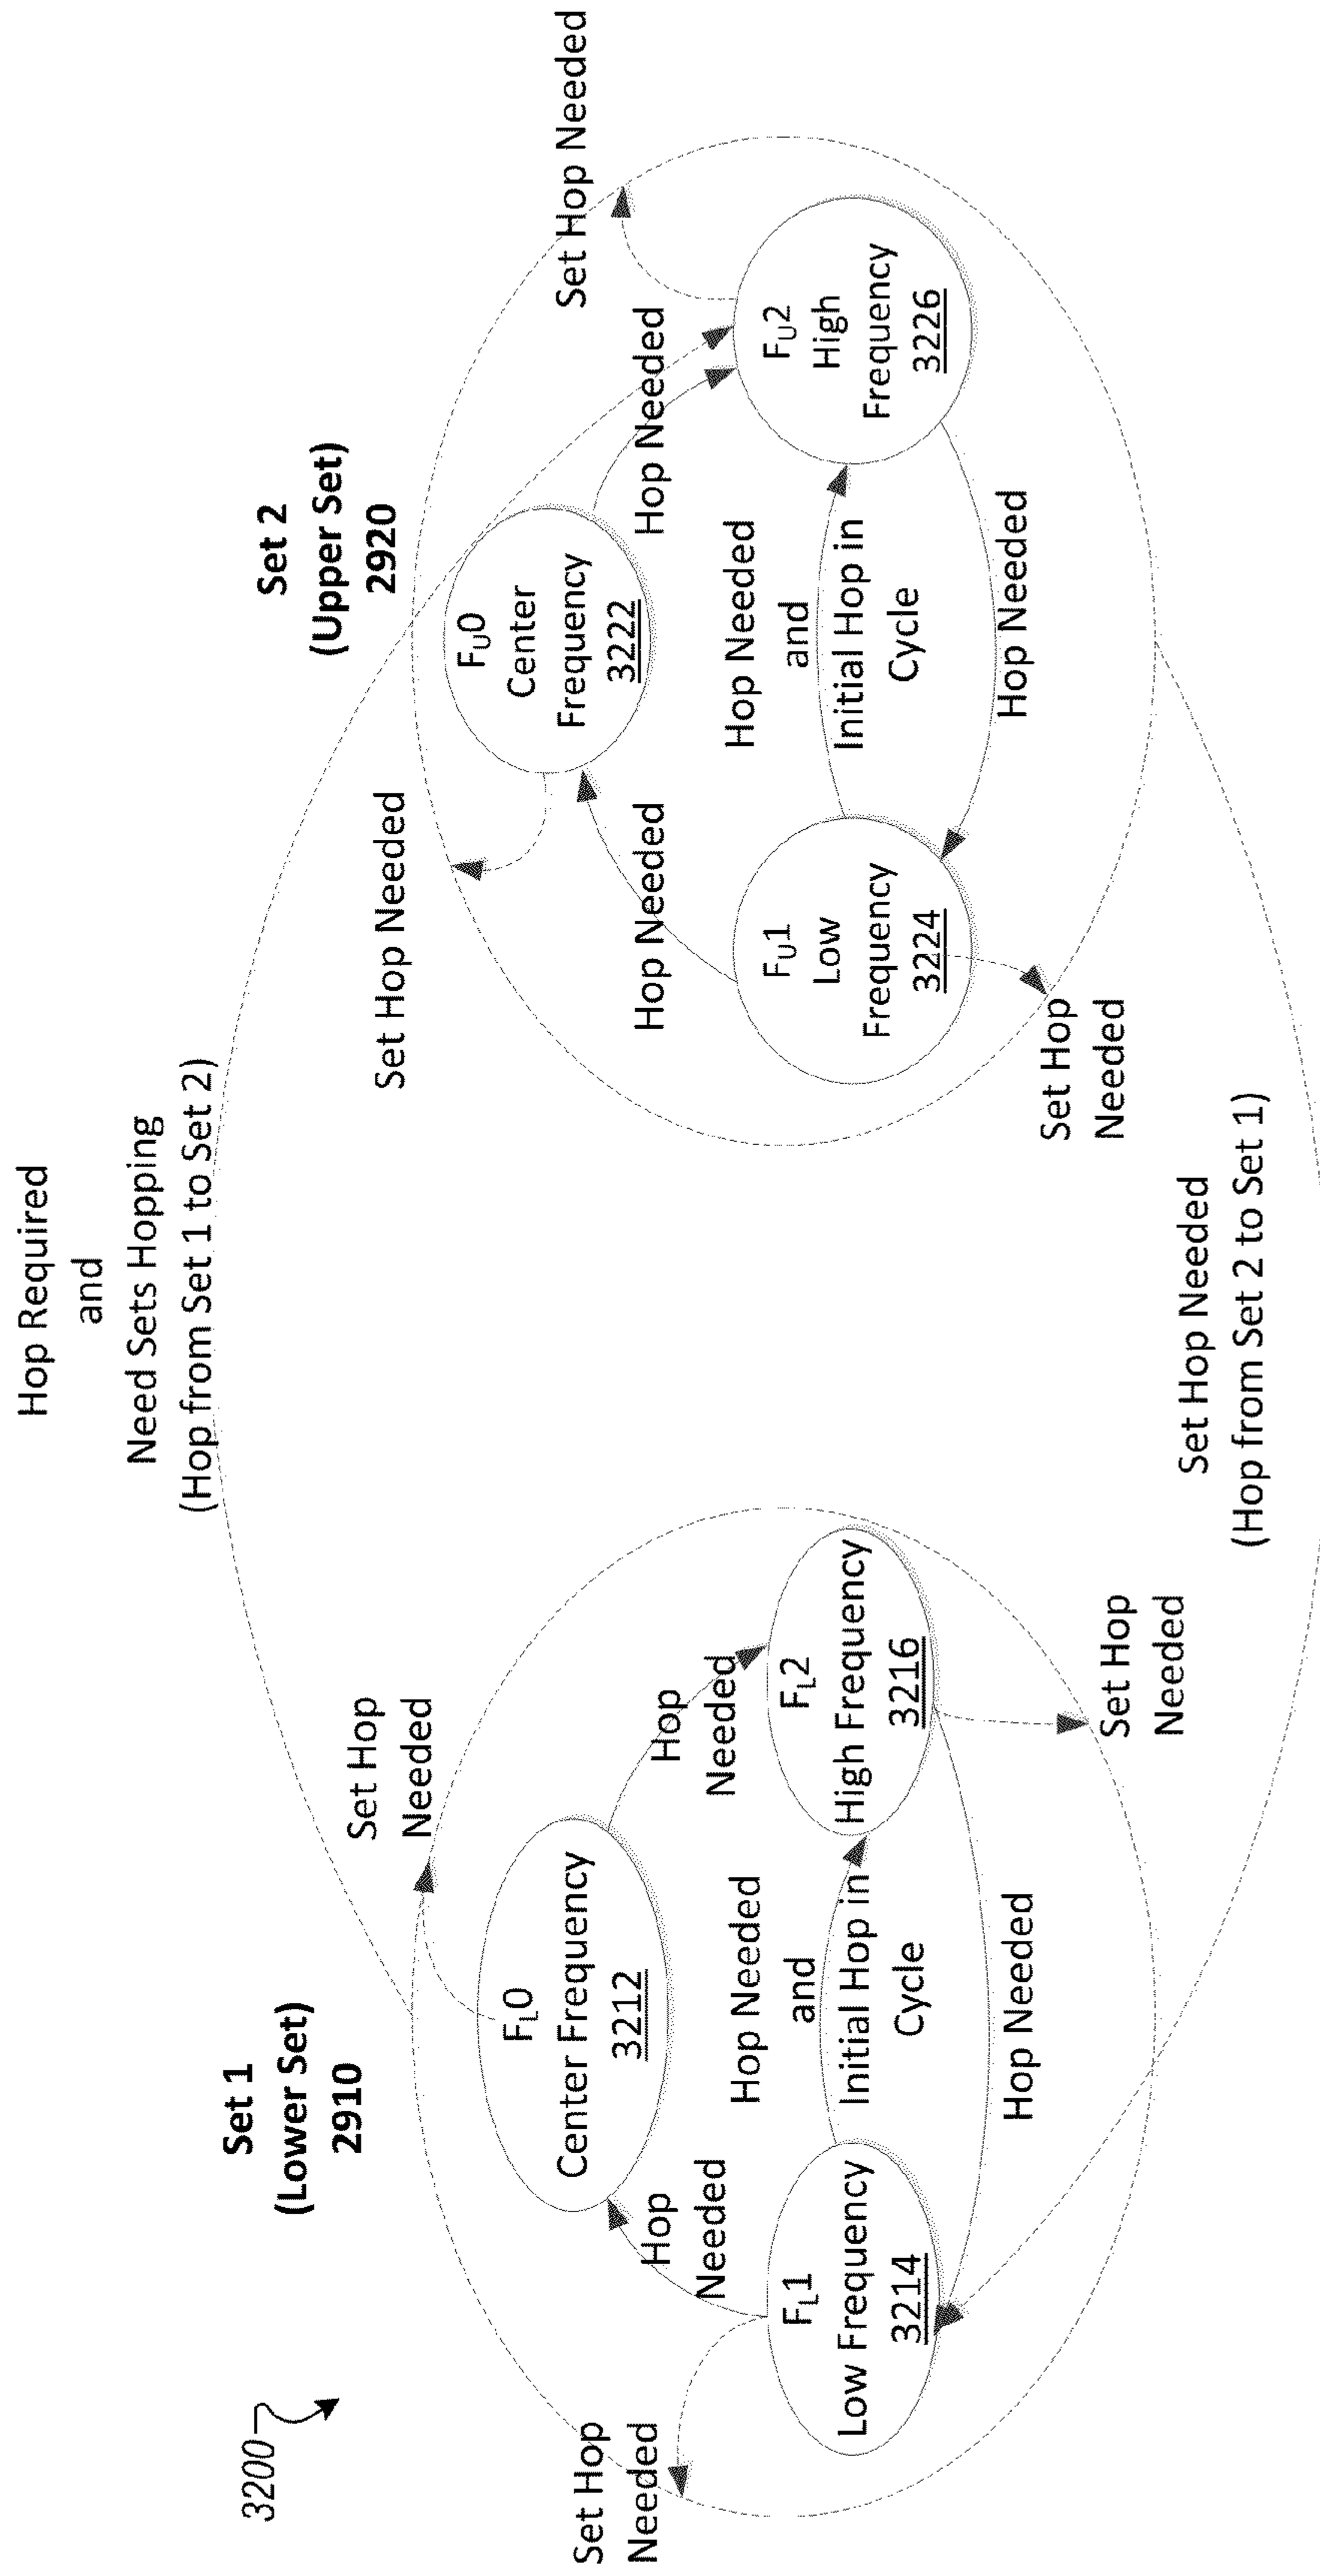 3200
Hop Required
and
Need Sets Hopping
(Hop from Set 1 to Set 2)
Set 1
(Lower Set)
2910
Set Hop
Needed
F_L0
Center Frequency
3212
Set Hop
Needed
Hop
Needed
Hop
Needed
F_L1
Low Frequency
3214
Hop Needed
and
Initial Hop in
Cycle
F_L2
High Frequency
3216
Hop Needed
Set Hop
Needed
Set 2
(Upper Set)
2920
Set Hop Needed
F_U0
Center
Frequency
3222
Set Hop Needed
Hop Needed
Hop Needed
F_U1
Low
Frequency
3224
Hop Needed
and
Initial Hop in
Cycle
F_U2
High
Frequency
3226
Hop Needed
Set Hop
Needed
Set Hop Needed
(Hop from Set 2 to Set 1)